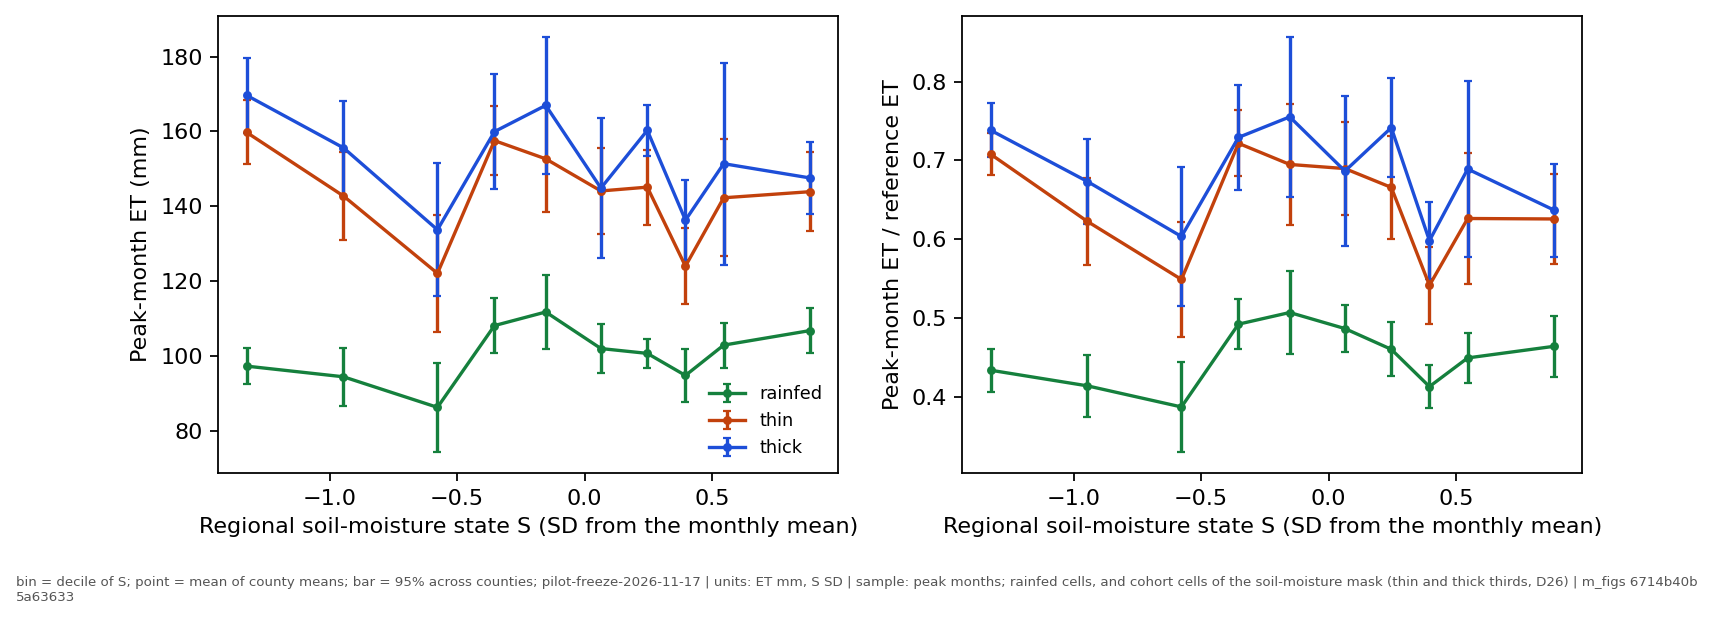 180
160
140
120
100
80
Peak-month ET (mm)
−1.0
−0.5
0.0
0.5
Regional soil-moisture state S (SD from the monthly mean)
rainfed
thin
thick
0.8
0.7
0.6
0.5
0.4
Peak-month ET / reference ET
−1.0
−0.5
0.0
0.5
Regional soil-moisture state S (SD from the monthly mean)
bin = decile of S; point = mean of county means; bar = 95% across counties; pilot-freeze-2026-11-17 | units: ET mm, S SD | sample: peak months; rainfed cells, and cohort cells of the soil-moisture mask (thin and thick thirds, D26) | m_figs 6714b40b
5a63633